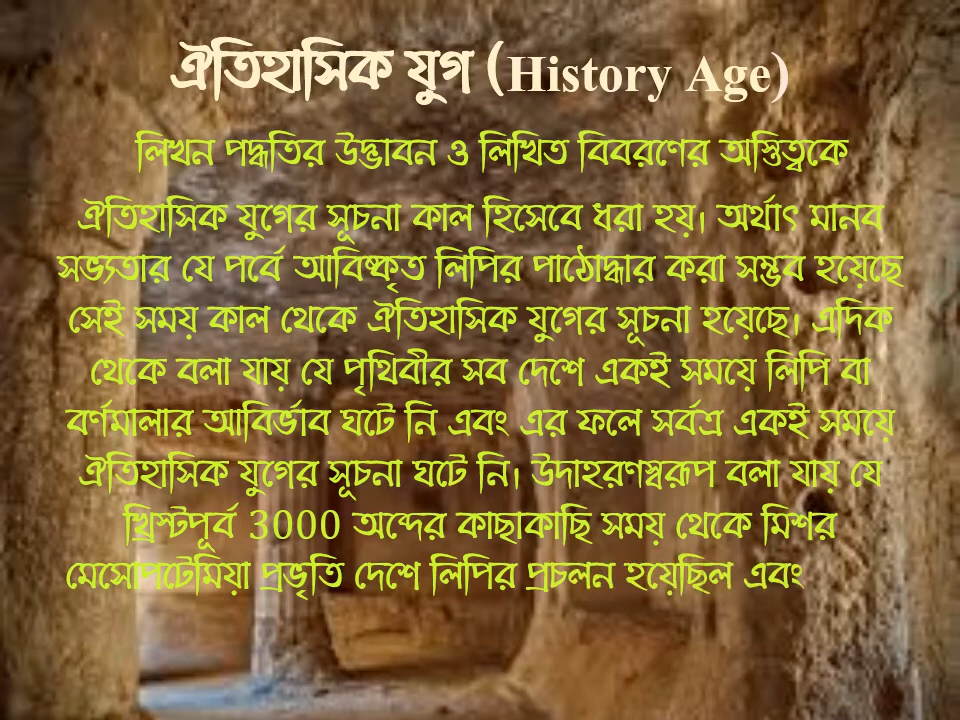 ঐতিহাসিক যুগ (History Age)
লিখন পদ্ধতির উদ্ভাবন ও লিখিত বিবরণের অস্তিত্বকে
ঐতিহাসিক যুগের সূচনা কাল হিসেবে ধরা হয়। অর্থাৎ মানব
সভ্যতার যে পর্বে আবিষ্কৃত লিপির পাঠোদ্ধার করা সম্ভব হয়েছে
সেই সময় কাল থেকে ঐতিহাসিক যুগের সূচনা হয়েছে। এদিক
থেকে বলা যায় যে পৃথিবীর সব দেশে একই সময়ে লিপি বা
বর্ণমালার আবির্ভাব ঘটে নি এবং এর ফলে সর্বত্র একই সময়ে
ঐতিহাসিক যুগের সূচনা ঘটে নি। উদাহরণস্বরূপ বলা যায় যে
খ্রিস্টপূর্ব 3000 অব্দের কাছাকাছি সময় থেকে মিশর
মেসোপটেমিয়া প্রভৃতি দেশে লিপির প্রচলন হয়েছিল এবং